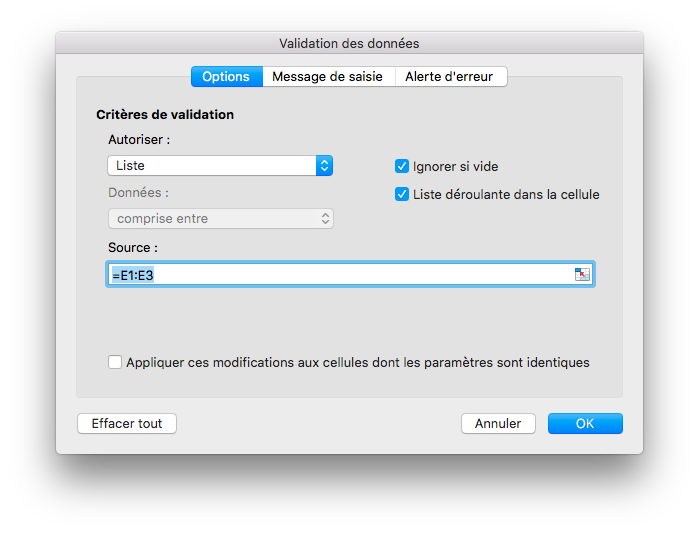 Validation des données
Options Message de saisie Alerte d'erreur
Critères de validation
Autoriser :
Liste
Ignorer si vide
Données :
Liste déroulante dans la cellule
comprise entre
Source :
=E1:E3
Appliquer ces modifications aux cellules dont les paramètres sont identiques
Effacer tout Annuler OK